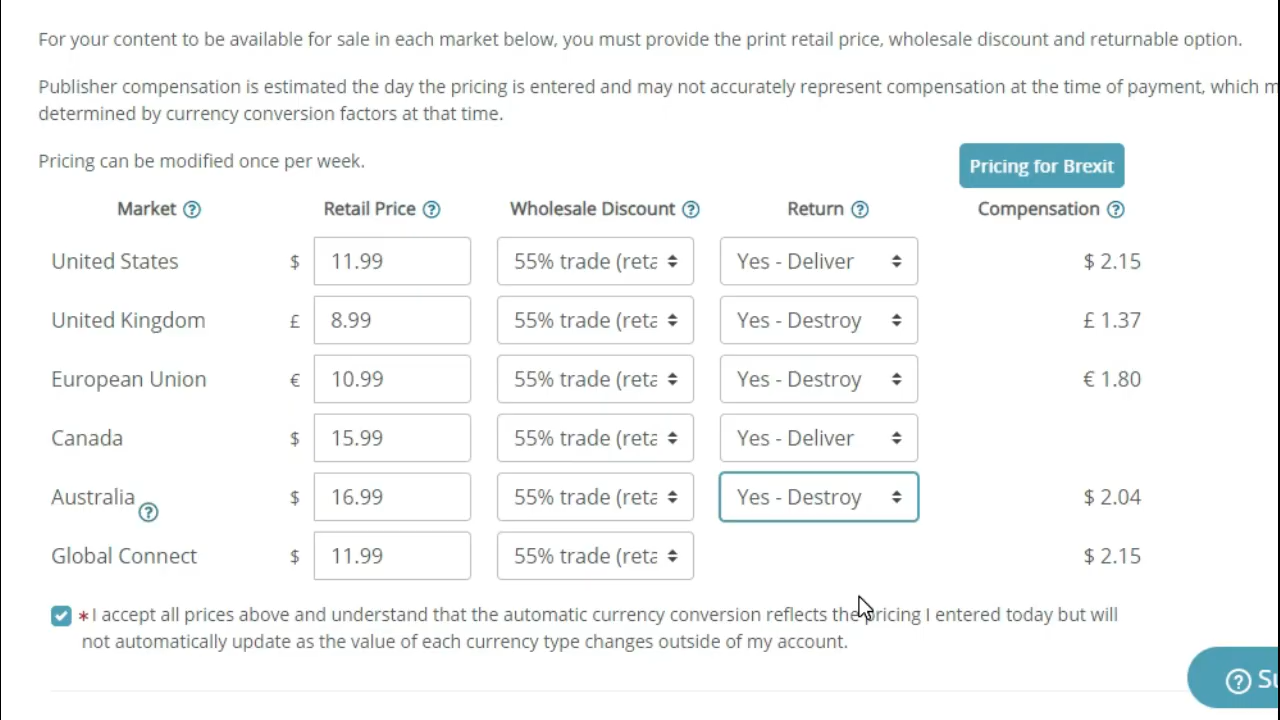 For your content to be available for sale in each market below, you must provide the print retail price, wholesale discount and returnable option.
Publisher compensation is estimated the day the pricing is entered and may not accurately represent compensation at the time of payment, which
determined by currency conversion factors at that time.
Pricing can be modified once per week.
Pricing for Brexit
Market ? Retail Price ? Wholesale Discount ? Return ? Compensation ?
United States $ 11.99 55% trade (reta Yes - Deliver $ 2.15
United Kingdom £ 8.99 55% trade (reta Yes - Destroy £ 1.37
European Union € 10.99 55% trade (reta Yes - Destroy € 1.80
Canada $ 15.99 55% trade (reta Yes - Deliver
Australia ? $ 16.99 55% trade (reta Yes - Destroy $ 2.04
Global Connect $ 11.99 55% trade (reta $ 2.15
* I accept all prices above and understand that the automatic currency conversion reflects the pricing I entered today but will
not automatically update as the value of each currency type changes outside of my account.
? Su